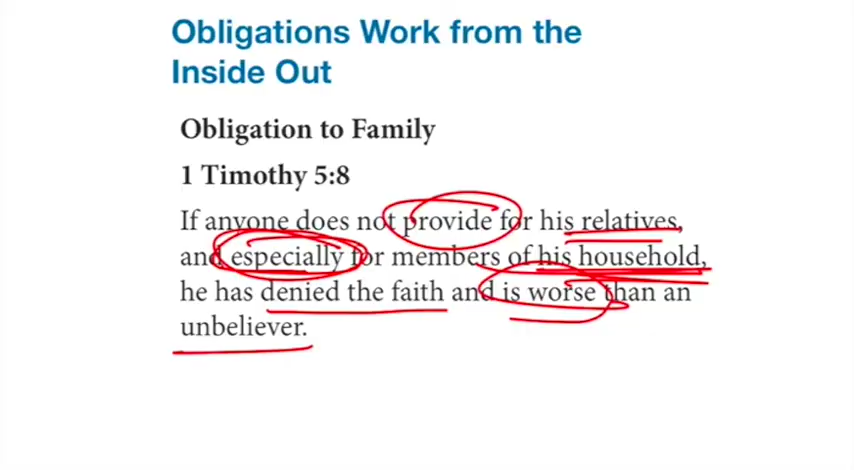 Obligations Work from the
Inside Out
Obligation to Family
1 Timothy 5:8
If anyone does not provide for his relatives,
and especially for members of his household,
he has denied the faith and is worse than an
unbeliever.